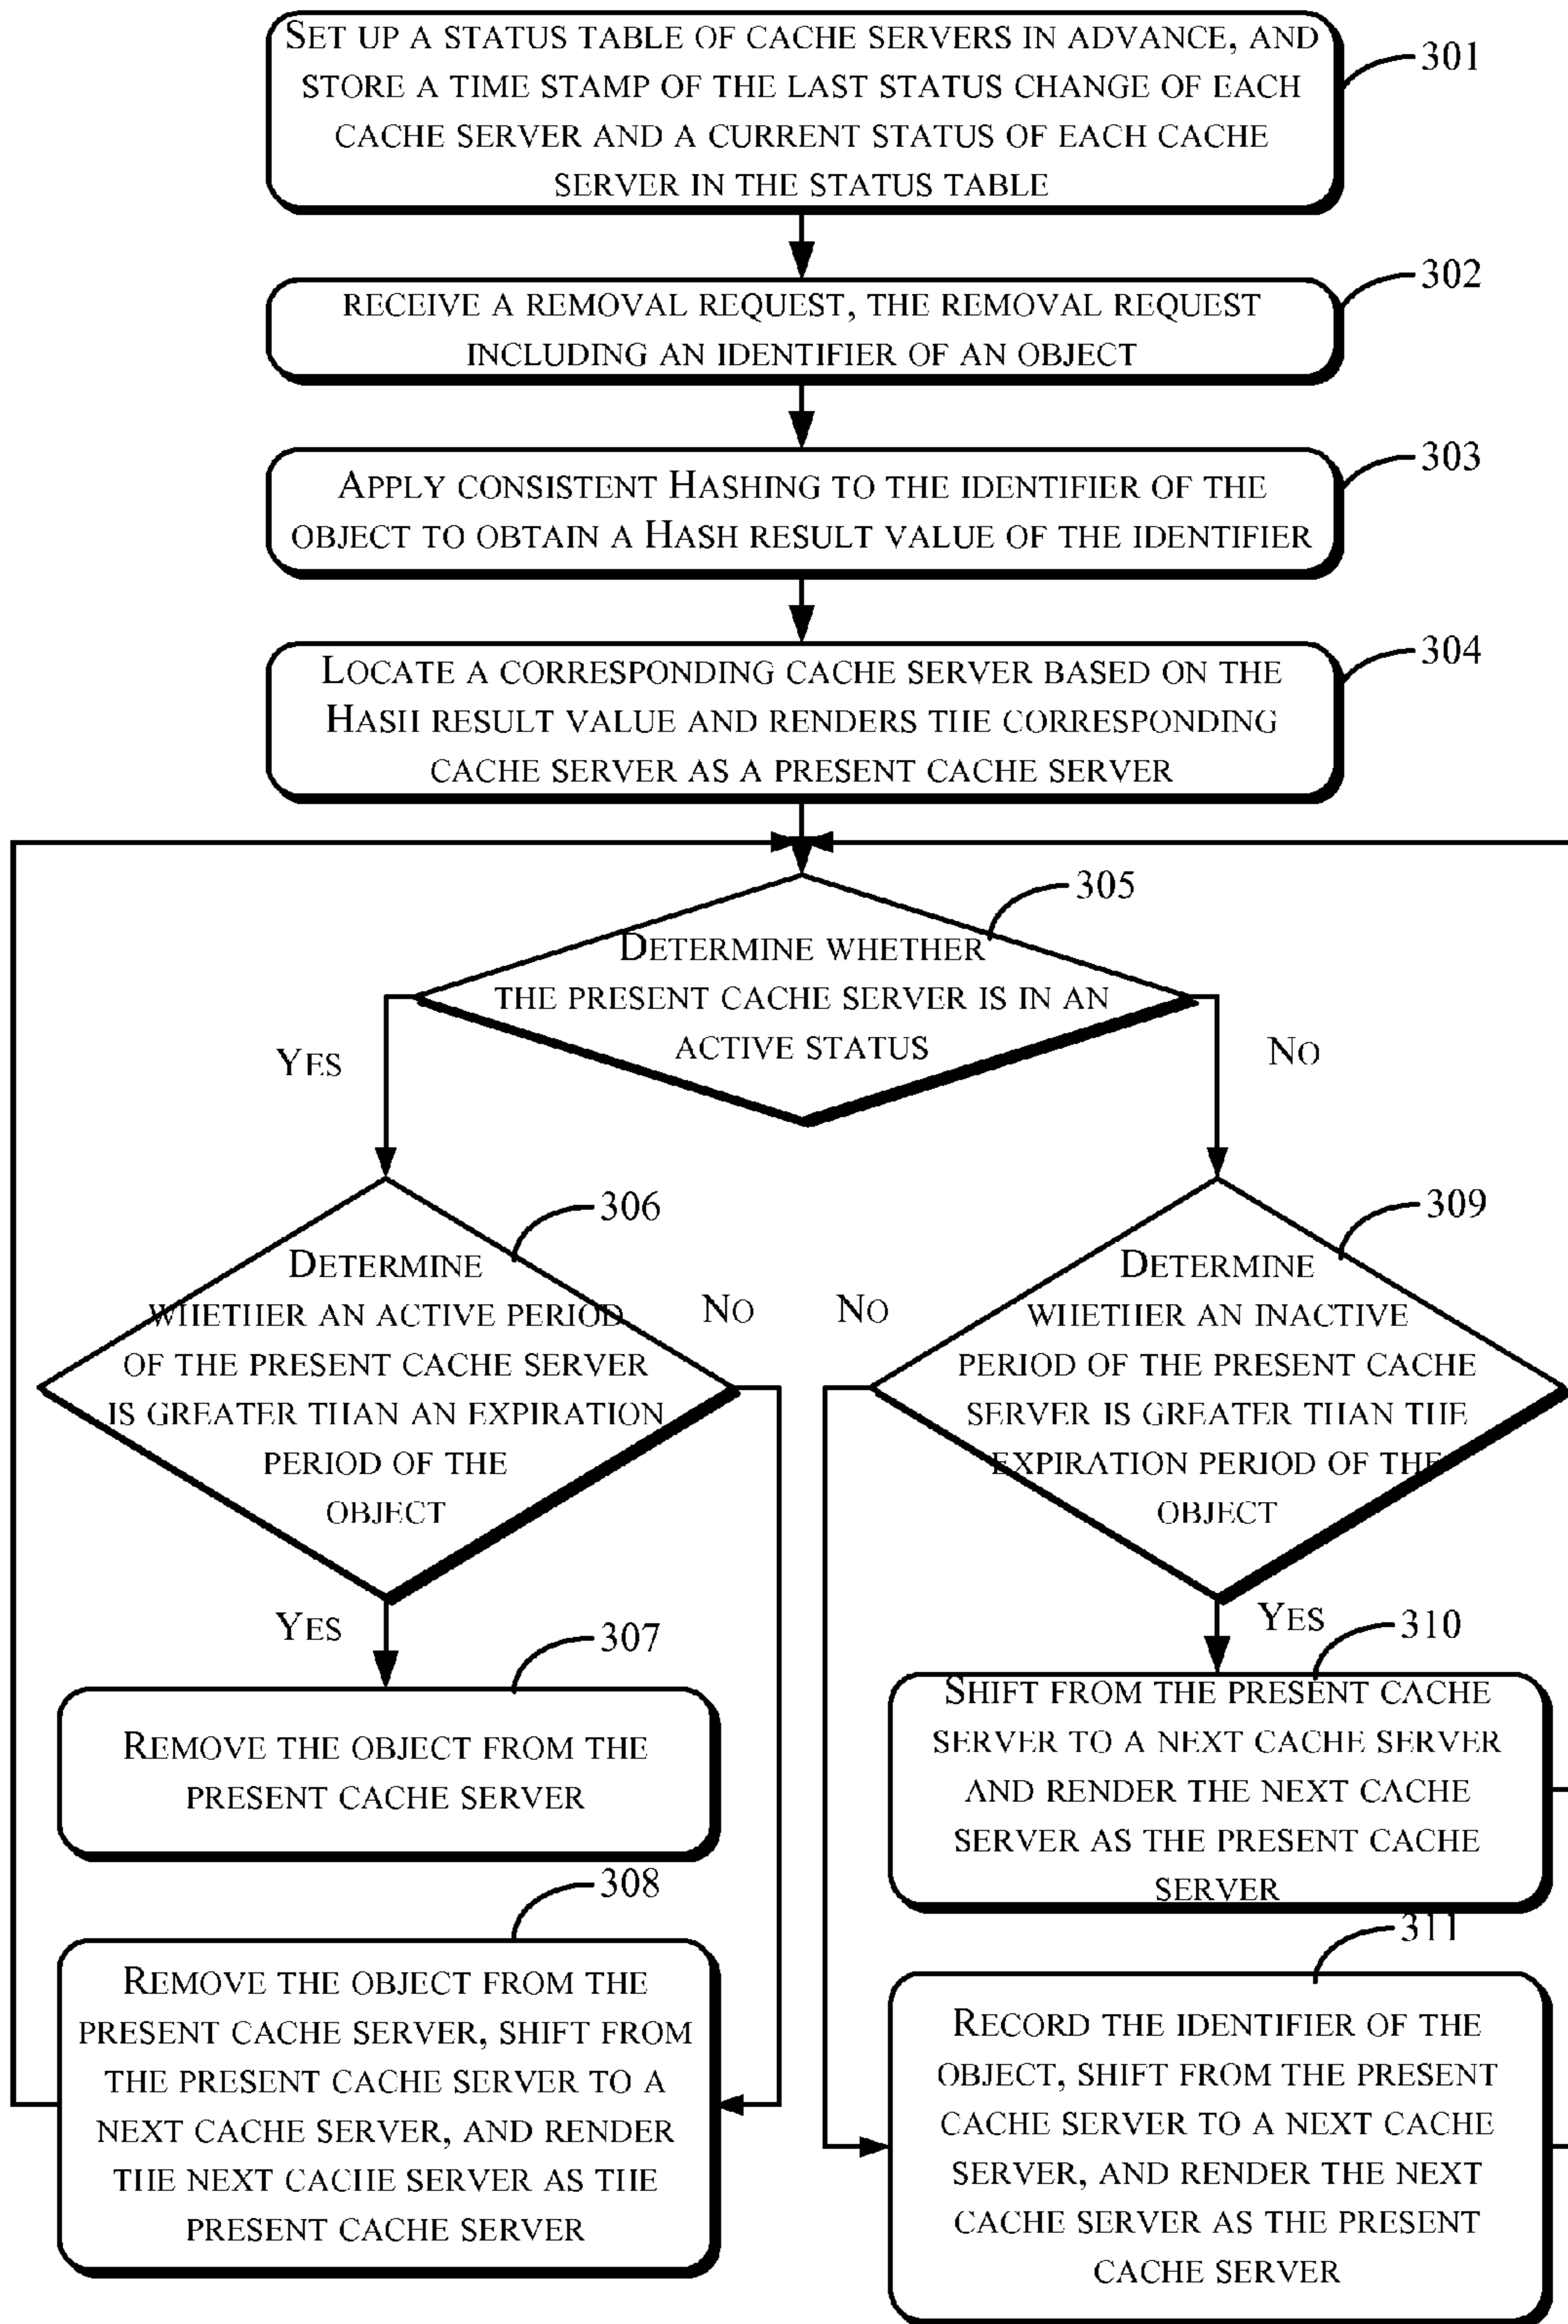 SET UP A STATUS TABLE OF CACHE SERVERS IN ADVANCE, AND
STORE A TIME STAMP OF THE LAST STATUS CHANGE OF EACH
CACHE SERVER AND A CURRENT STATUS OF EACH CACHE
SERVER IN THE STATUS TABLE
301
RECEIVE A REMOVAL REQUEST, THE REMOVAL REQUEST
INCLUDING AN IDENTIFIER OF AN OBJECT
302
APPLY CONSISTENT HASHING TO THE IDENTIFIER OF THE
OBJECT TO OBTAIN A HASH RESULT VALUE OF THE IDENTIFIER
303
LOCATE A CORRESPONDING CACHE SERVER BASED ON THE
HASH RESULT VALUE AND RENDERS THE CORRESPONDING
CACHE SERVER AS A PRESENT CACHE SERVER
304
305
DETERMINE WHETHER
THE PRESENT CACHE SERVER IS IN AN
ACTIVE STATUS
YES
NO
306
DETERMINE
WHETHER AN ACTIVE PERIOD
OF THE PRESENT CACHE SERVER
IS GREATER THAN AN EXPIRATION
PERIOD OF THE
OBJECT
NO
YES
309
DETERMINE
WHETHER AN INACTIVE
PERIOD OF THE PRESENT CACHE
SERVER IS GREATER THAN THE
EXPIRATION PERIOD OF THE
OBJECT
NO
YES
307
REMOVE THE OBJECT FROM THE
PRESENT CACHE SERVER
310
SHIFT FROM THE PRESENT CACHE
SERVER TO A NEXT CACHE SERVER
AND RENDER THE NEXT CACHE
SERVER AS THE PRESENT CACHE
SERVER
308
REMOVE THE OBJECT FROM THE
PRESENT CACHE SERVER, SHIFT FROM
THE PRESENT CACHE SERVER TO A
NEXT CACHE SERVER, AND RENDER
THE NEXT CACHE SERVER AS THE
PRESENT CACHE SERVER
311
RECORD THE IDENTIFIER OF THE
OBJECT, SHIFT FROM THE PRESENT
CACHE SERVER TO A NEXT CACHE
SERVER, AND RENDER THE NEXT
CACHE SERVER AS THE PRESENT
CACHE SERVER